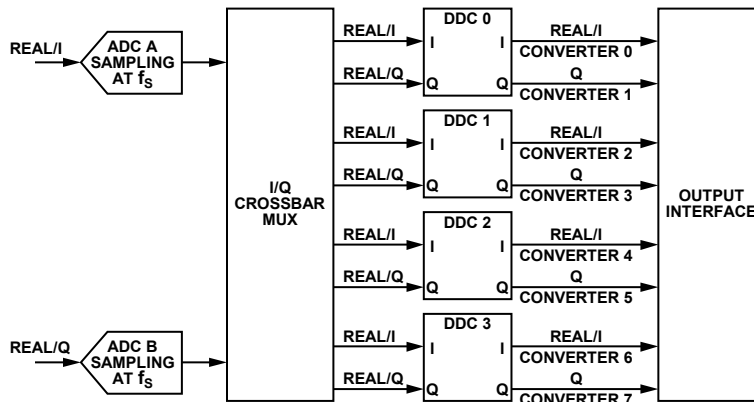 REAL/I
ADC A
SAMPLING
AT fS
REAL/Q
ADC B
SAMPLING
AT fS
I/Q
CROSSBAR
MUX
REAL/I
REAL/Q
DDC 0
I I
Q Q
REAL/I
CONVERTER 0
Q
CONVERTER 1
REAL/I
REAL/Q
DDC 1
I I
Q Q
REAL/I
CONVERTER 2
Q
CONVERTER 3
REAL/I
REAL/Q
DDC 2
I I
Q Q
REAL/I
CONVERTER 4
Q
CONVERTER 5
REAL/I
REAL/Q
DDC 3
I I
Q Q
REAL/I
CONVERTER 6
Q
CONVERTER 7
OUTPUT
INTERFACE